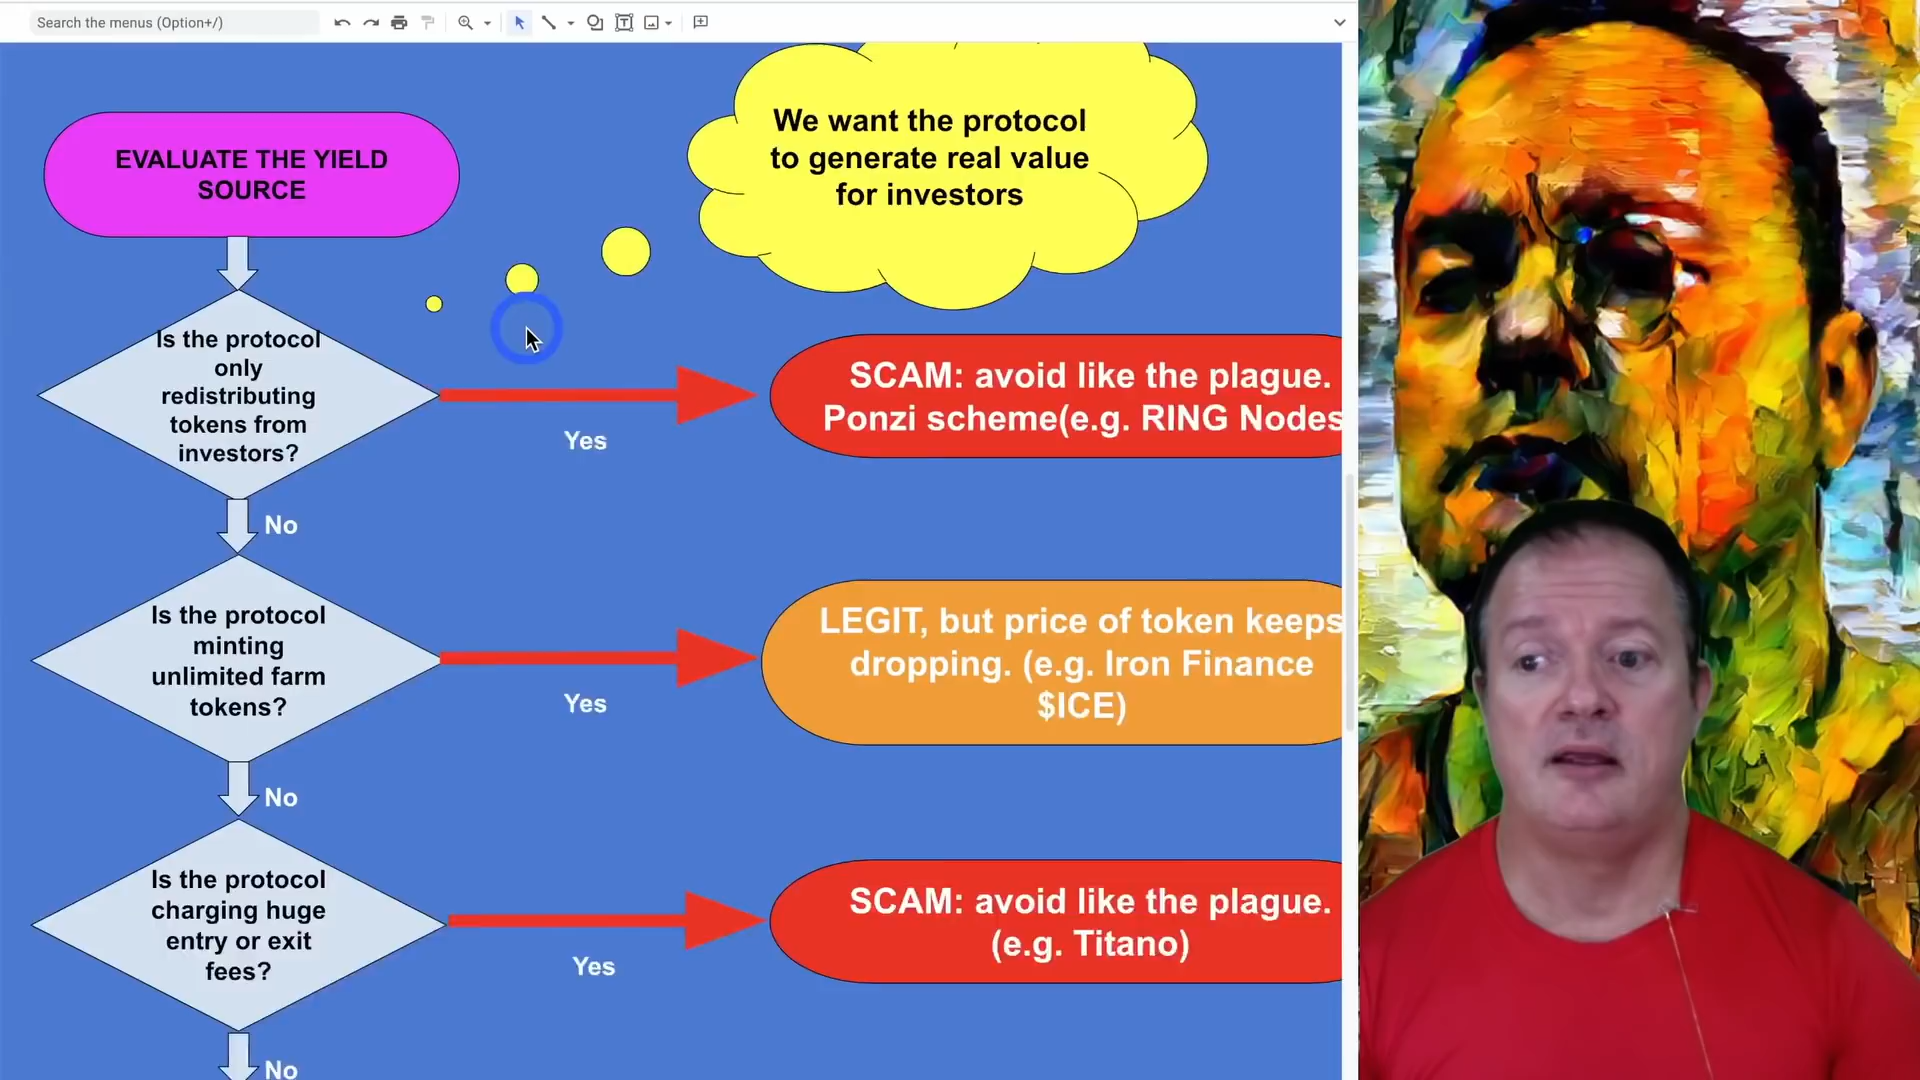 Search the menus (Option+/)
We want the protocol
to generate real value
for investors
EVALUATE THE YIELD
SOURCE
Is the protocol
only
redistributing
tokens from
investors?
Yes
SCAM: avoid like the plague.
Ponzi scheme(e.g. RING Nodes
No
Is the protocol
minting
unlimited farm
tokens?
Yes
LEGIT, but price of token keeps
dropping. (e.g. Iron Finance
$ICE)
No
Is the protocol
charging huge
entry or exit
fees?
Yes
SCAM: avoid like the plague.
(e.g. Titano)
No